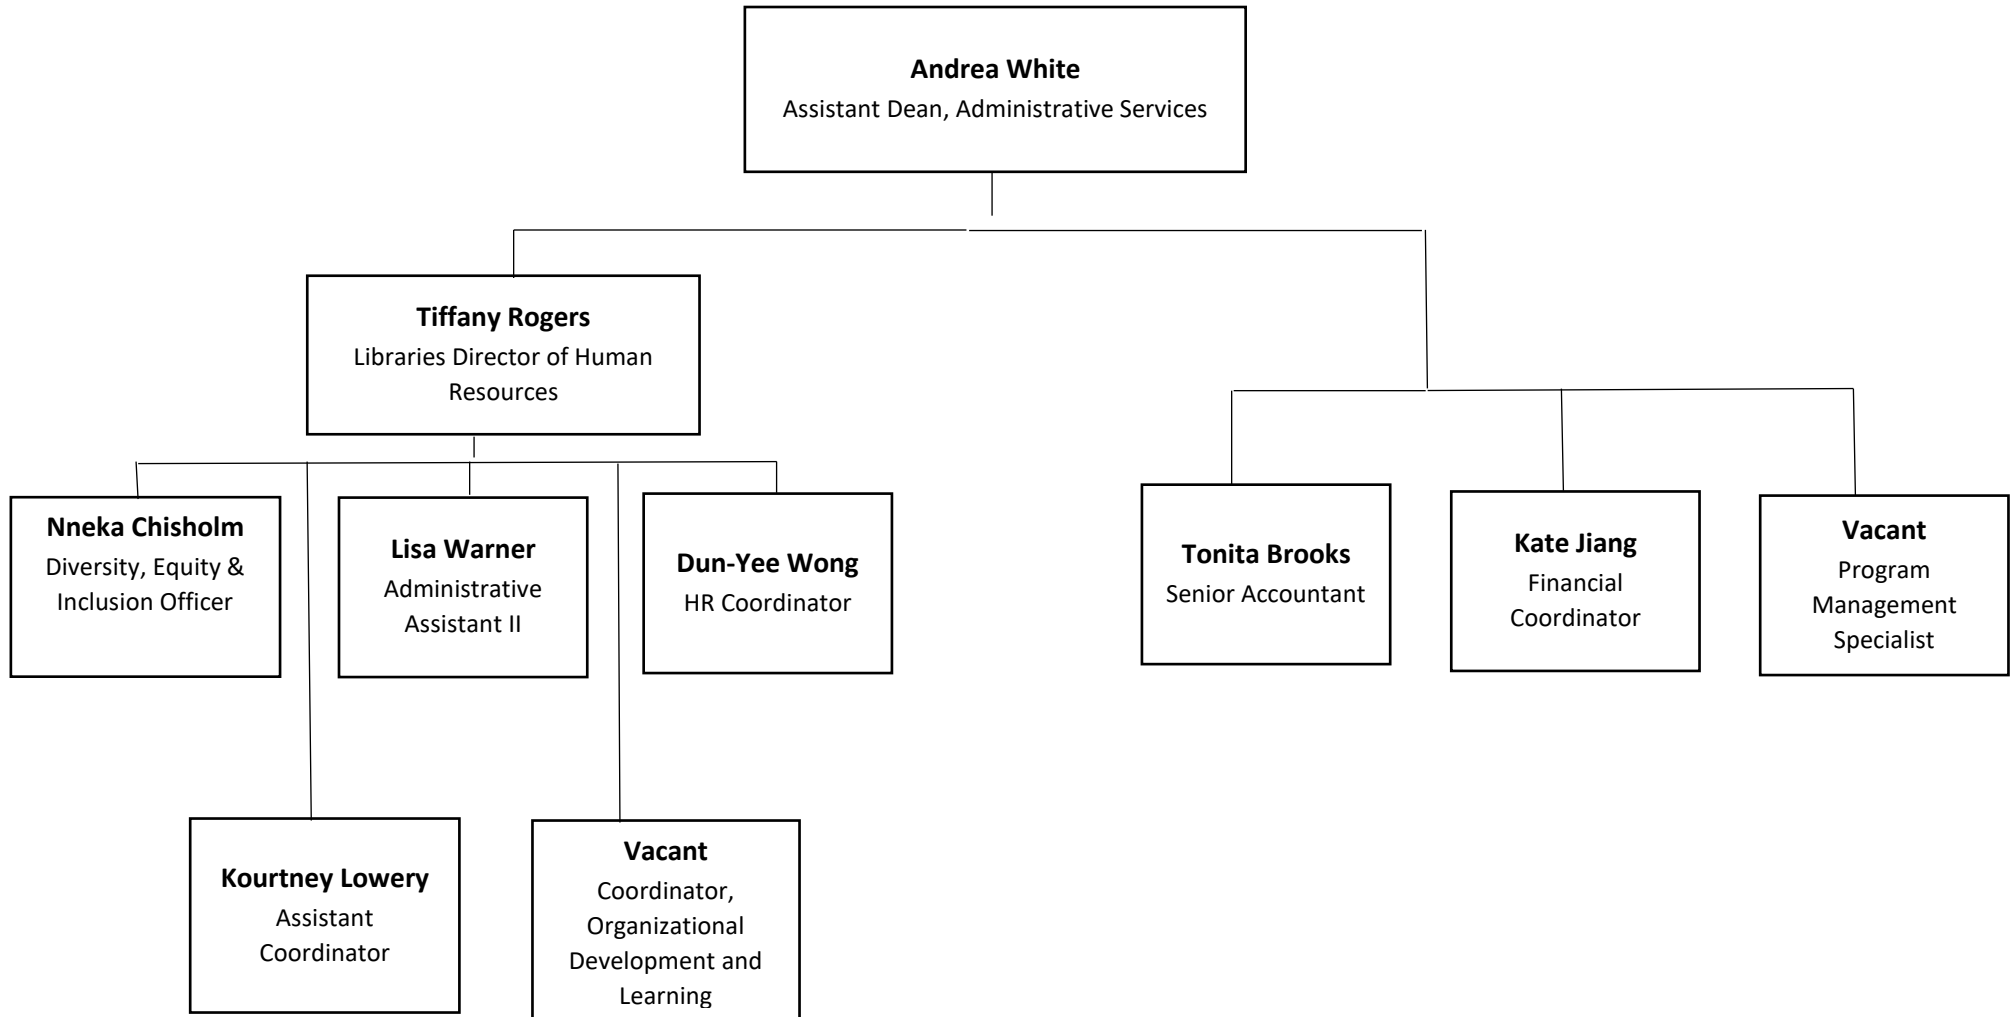 Andrea White
Assistant Dean, Administrative Services
Tiffany Rogers
Libraries Director of Human
Resources
Nneka Chisholm
Diversity, Equity &
Inclusion Officer
Lisa Warner
Administrative
Assistant II
Dun-Yee Wong
HR Coordinator
Tonita Brooks
Senior Accountant
Kate Jiang
Financial
Coordinator
Vacant
Program
Management
Specialist
Kourtney Lowery
Assistant
Coordinator
Vacant
Coordinator,
Organizational
Development and
Learning